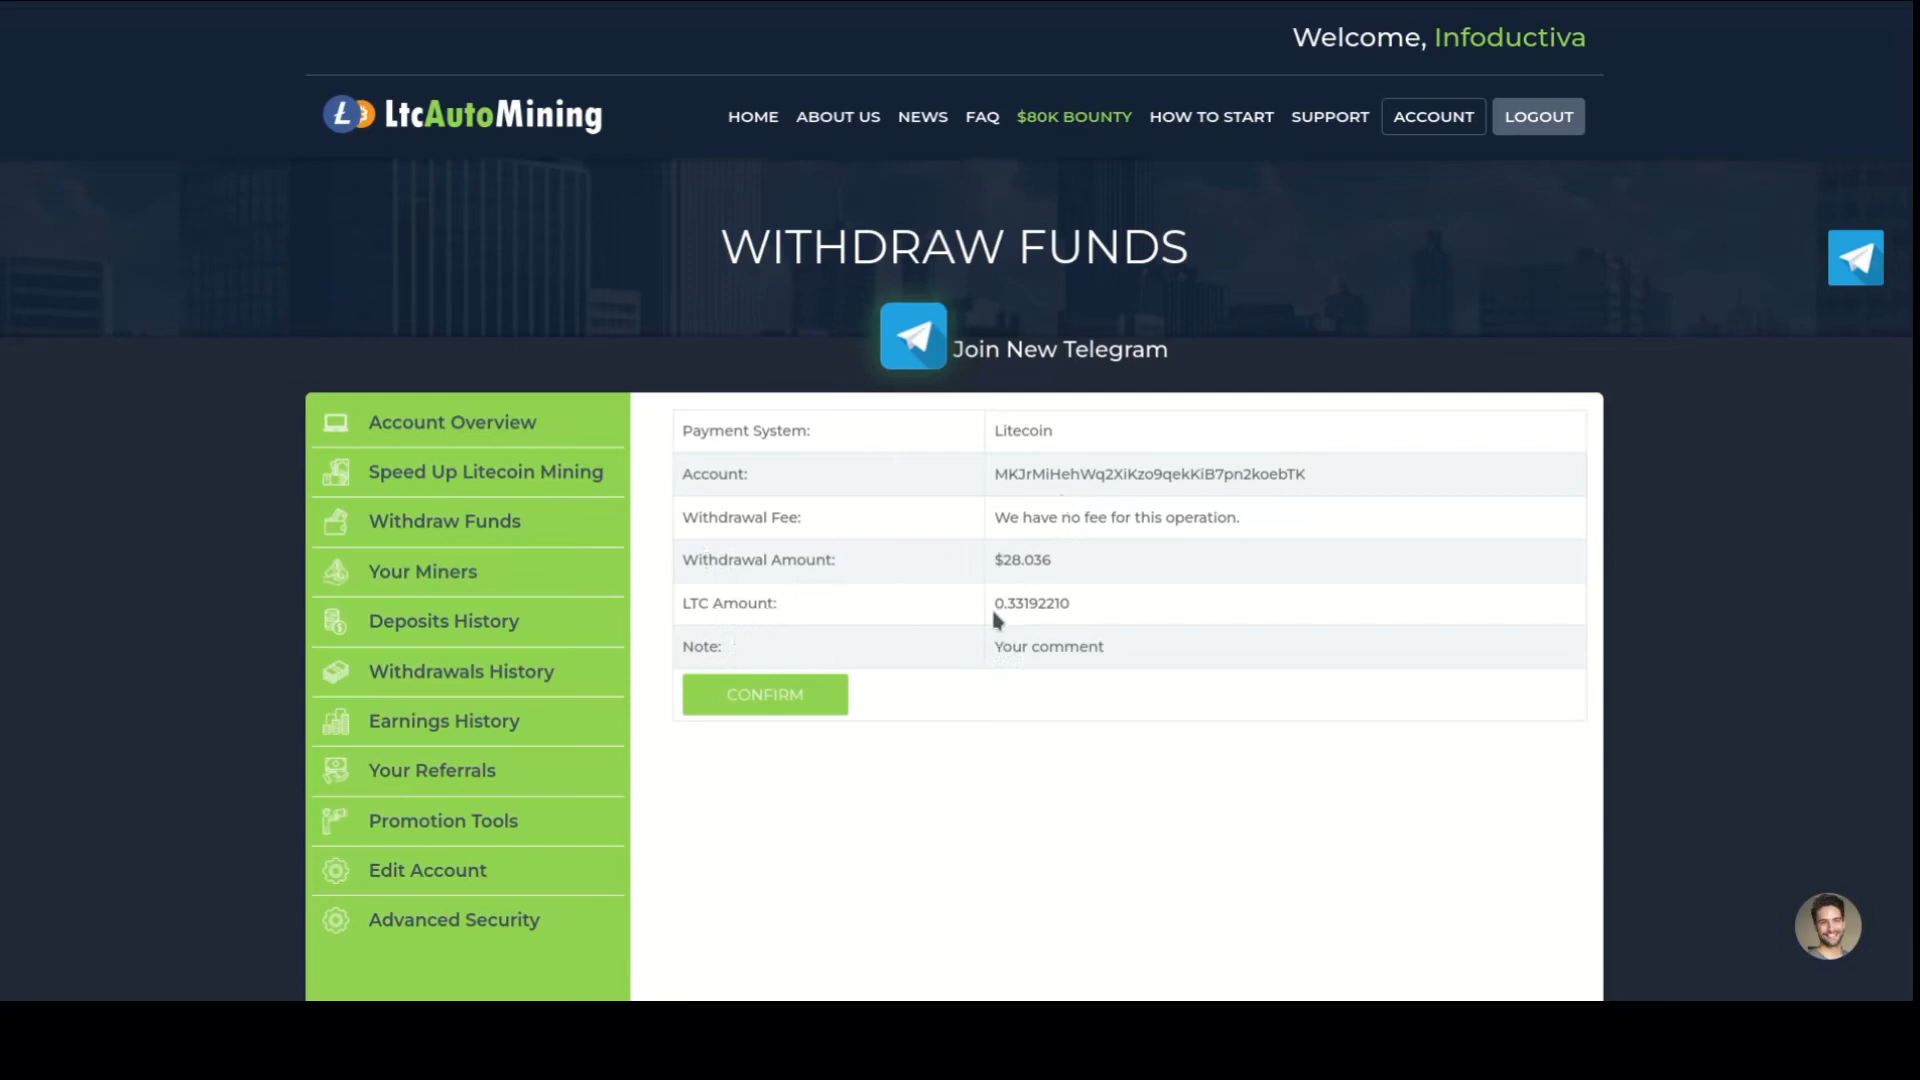 Welcome, Infoductiva
LtcAutoMining
HOME ABOUT US NEWS FAQ $80K BOUNTY HOW TO START SUPPORT ACCOUNT LOGOUT
WITHDRAW FUNDS
Join New Telegram
Account Overview
Speed Up Litecoin Mining
Withdraw Funds
Your Miners
Deposits History
Withdrawals History
Earnings History
Your Referrals
Promotion Tools
Edit Account
Advanced Security
Payment System: Litecoin
Account: MKJrMiHehWq2XiKzo9qekKiB7pn2koebTK
Withdrawal Fee: We have no fee for this operation.
Withdrawal Amount: $28.036
LTC Amount: 0.33192210
Note: Your comment
CONFIRM